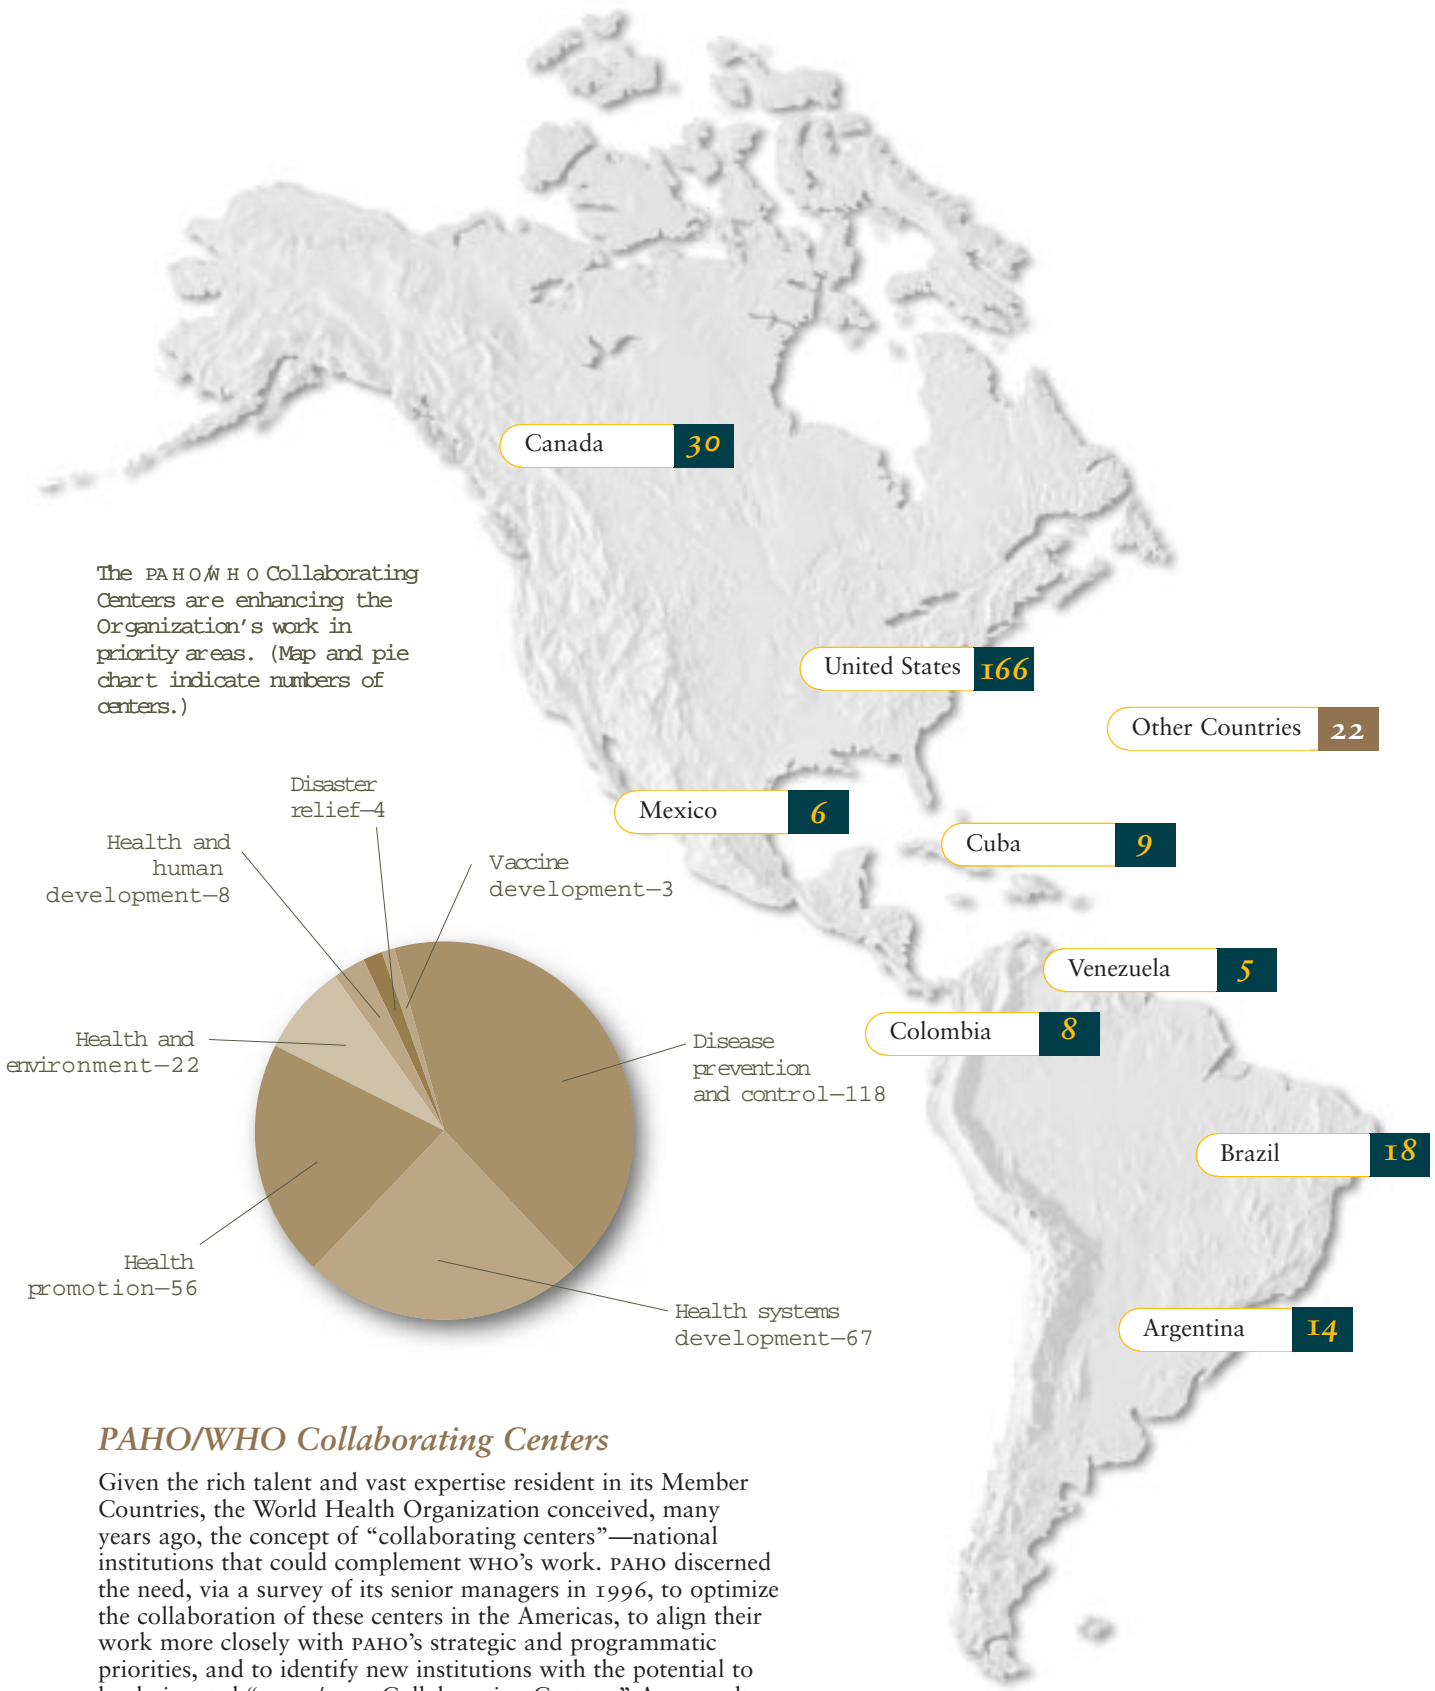 Canada 30
The PAHO/WHO Collaborating
Centers are enhancing the
Organization's work in
priority areas. (Map and pie
chart indicate numbers of
centers.)
United States 166
Other Countries 22
Mexico 6
Cuba 9
Venezuela 5
Colombia 8
Brazil 18
Argentina 14
Disaster
relief—4
Health and
human
development—8
Vaccine
development—3
Health and
environment—22
Disease
prevention
and control—118
Health
promotion—56
Health systems
development—67
PAHO/WHO Collaborating Centers
Given the rich talent and vast expertise resident in its Member
Countries, the World Health Organization conceived, many
years ago, the concept of “collaborating centers”—national
institutions that could complement WHO’s work. PAHO discerned
the need, via a survey of its senior managers in 1996, to optimize
the collaboration of these centers in the Americas, to align their
work more closely with PAHO’s strategic and programmatic
priorities, and to identify new institutions with the potential to